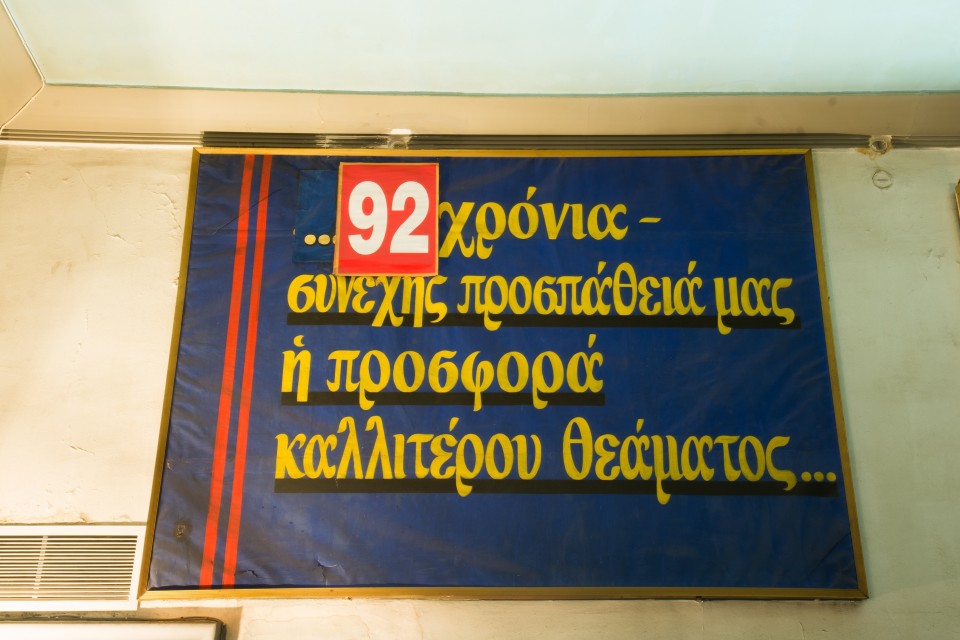 ...92 χρόνια -
συνεχής προσπάθειά μας
ἡ προσφορά
καλλιτέρου θεάματος...